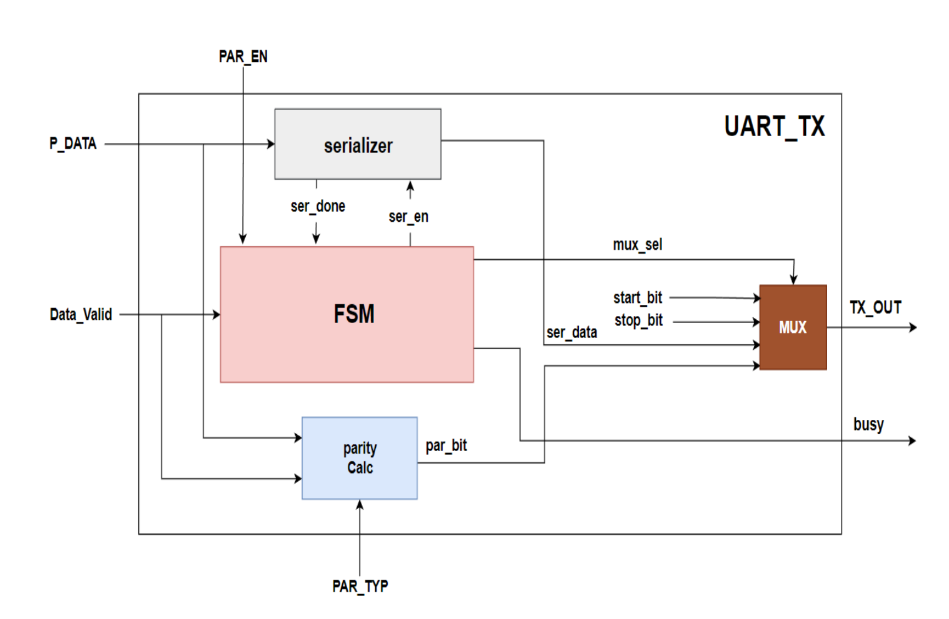 PAR_EN
UART_TX
P_DATA
serializer
ser_done
ser_en
mux_sel
FSM
start_bit
Data_Valid
stop_bit
TX_OUT
MUX
ser_data
busy
par_bit
parity
Calc
PAR_TYP